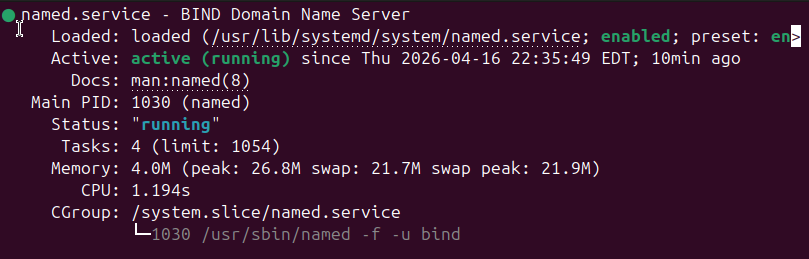 ● named.service - BIND Domain Name Server
     Loaded: loaded (/usr/lib/systemd/system/named.service; enabled; preset: en>
     Active: active (running) since Thu 2026-04-16 22:35:49 EDT; 10min ago
       Docs: man:named(8)
   Main PID: 1030 (named)
     Status: "running"
      Tasks: 4 (limit: 1054)
     Memory: 4.0M (peak: 26.8M swap: 21.7M swap peak: 21.9M)
        CPU: 1.194s
     CGroup: /system.slice/named.service
             └─1030 /usr/sbin/named -f -u bind